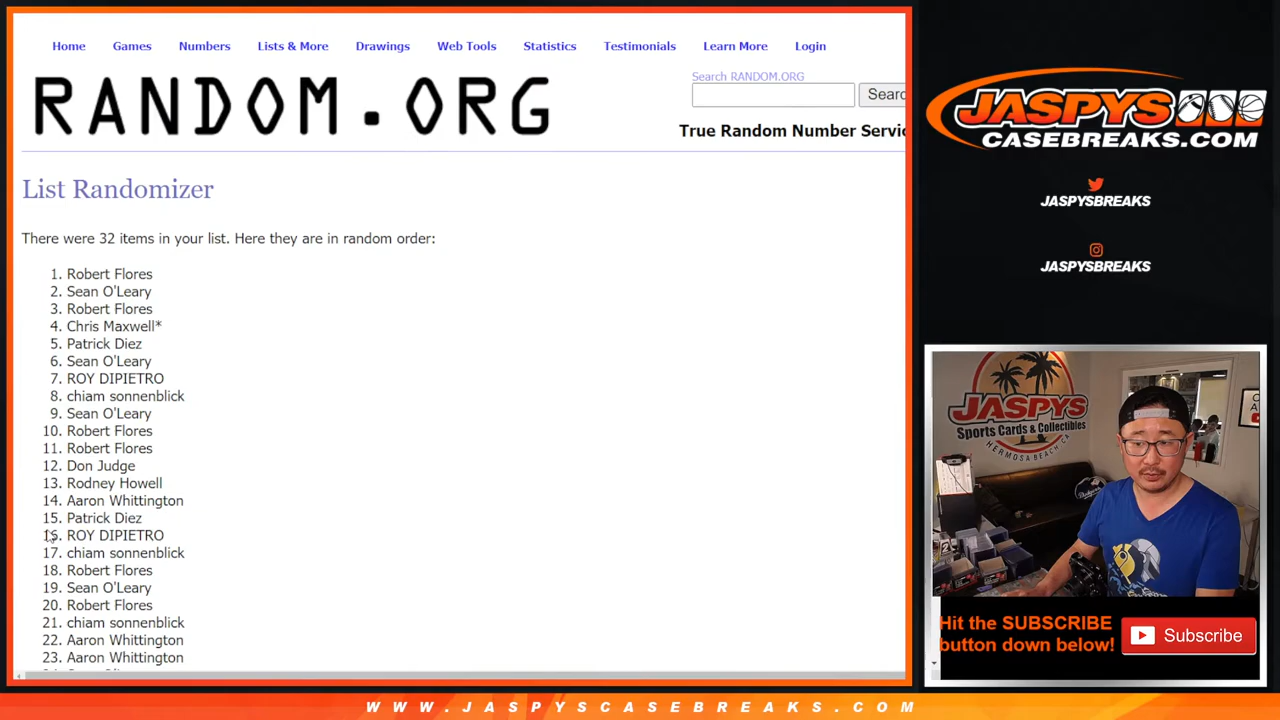 Home Games Numbers Lists & More Drawings Web Tools Statistics Testimonials Learn More Login
RANDOM.ORG
Search RANDOM.ORG
Searc
True Random Number Servic
List Randomizer
There were 32 items in your list. Here they are in random order:
1. Robert Flores
2. Sean O'Leary
3. Robert Flores
4. Chris Maxwell*
5. Patrick Diez
6. Sean O'Leary
7. ROY DIPIETRO
8. chiam sonnenblick
9. Sean O'Leary
10. Robert Flores
11. Robert Flores
12. Don Judge
13. Rodney Howell
14. Aaron Whittington
15. Patrick Diez
16. ROY DIPIETRO
17. chiam sonnenblick
18. Robert Flores
19. Sean O'Leary
20. Robert Flores
21. chiam sonnenblick
22. Aaron Whittington
23. Aaron Whittington
JASPYS
CASEBREAKS.COM
JASPYSBREAKS
JASPYSBREAKS
JASPYS
Sports Cards & Collectibles
HERMOSA BEACH, CA
Hit the SUBSCRIBE
button down below!
Subscribe
WWW.JASPYSCASEBREAKS.COM